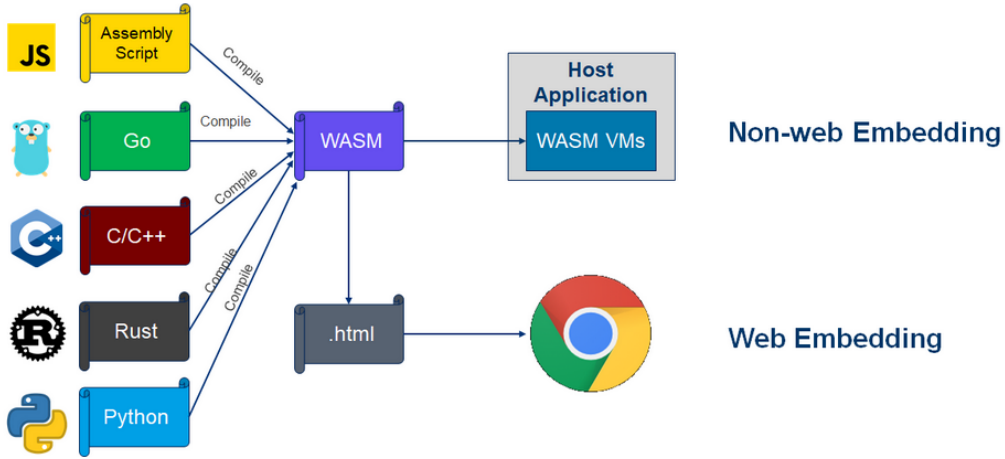 JS
Assembly
Script
Compile
Host
Application
WASM VMs
Non-web Embedding
Go
Compile
WASM
C++
C/C++
Compile
R
Rust
Compile
.html
Web Embedding
Python
Compile